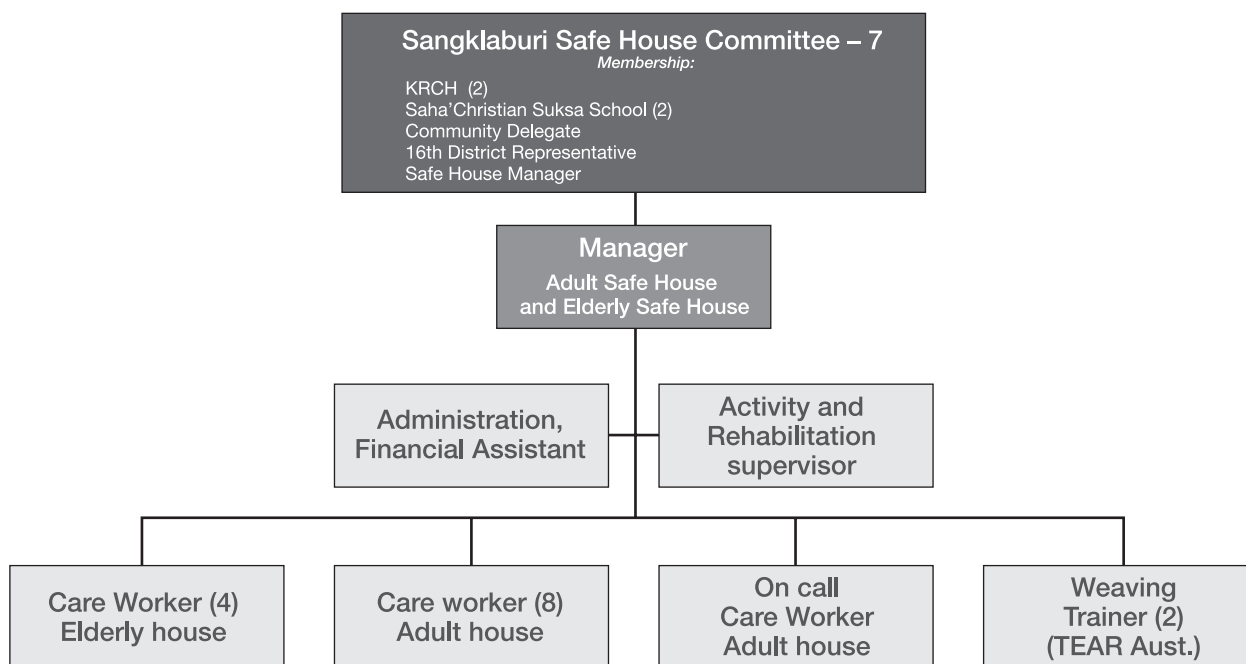 Sangklaburi Safe House Committee – 7
Membership:
KRCH (2)
Saha’Christian Suksa School (2)
Community Delegate
16th District Representative
Safe House Manager
Manager
Adult Safe House
and Elderly Safe House
Administration,
Financial Assistant
Activity and
Rehabilitation
supervisor
Care Worker (4)
Elderly house
Care worker (8)
Adult house
On call
Care Worker
Adult house
Weaving
Trainer (2)
(TEAR Aust.)